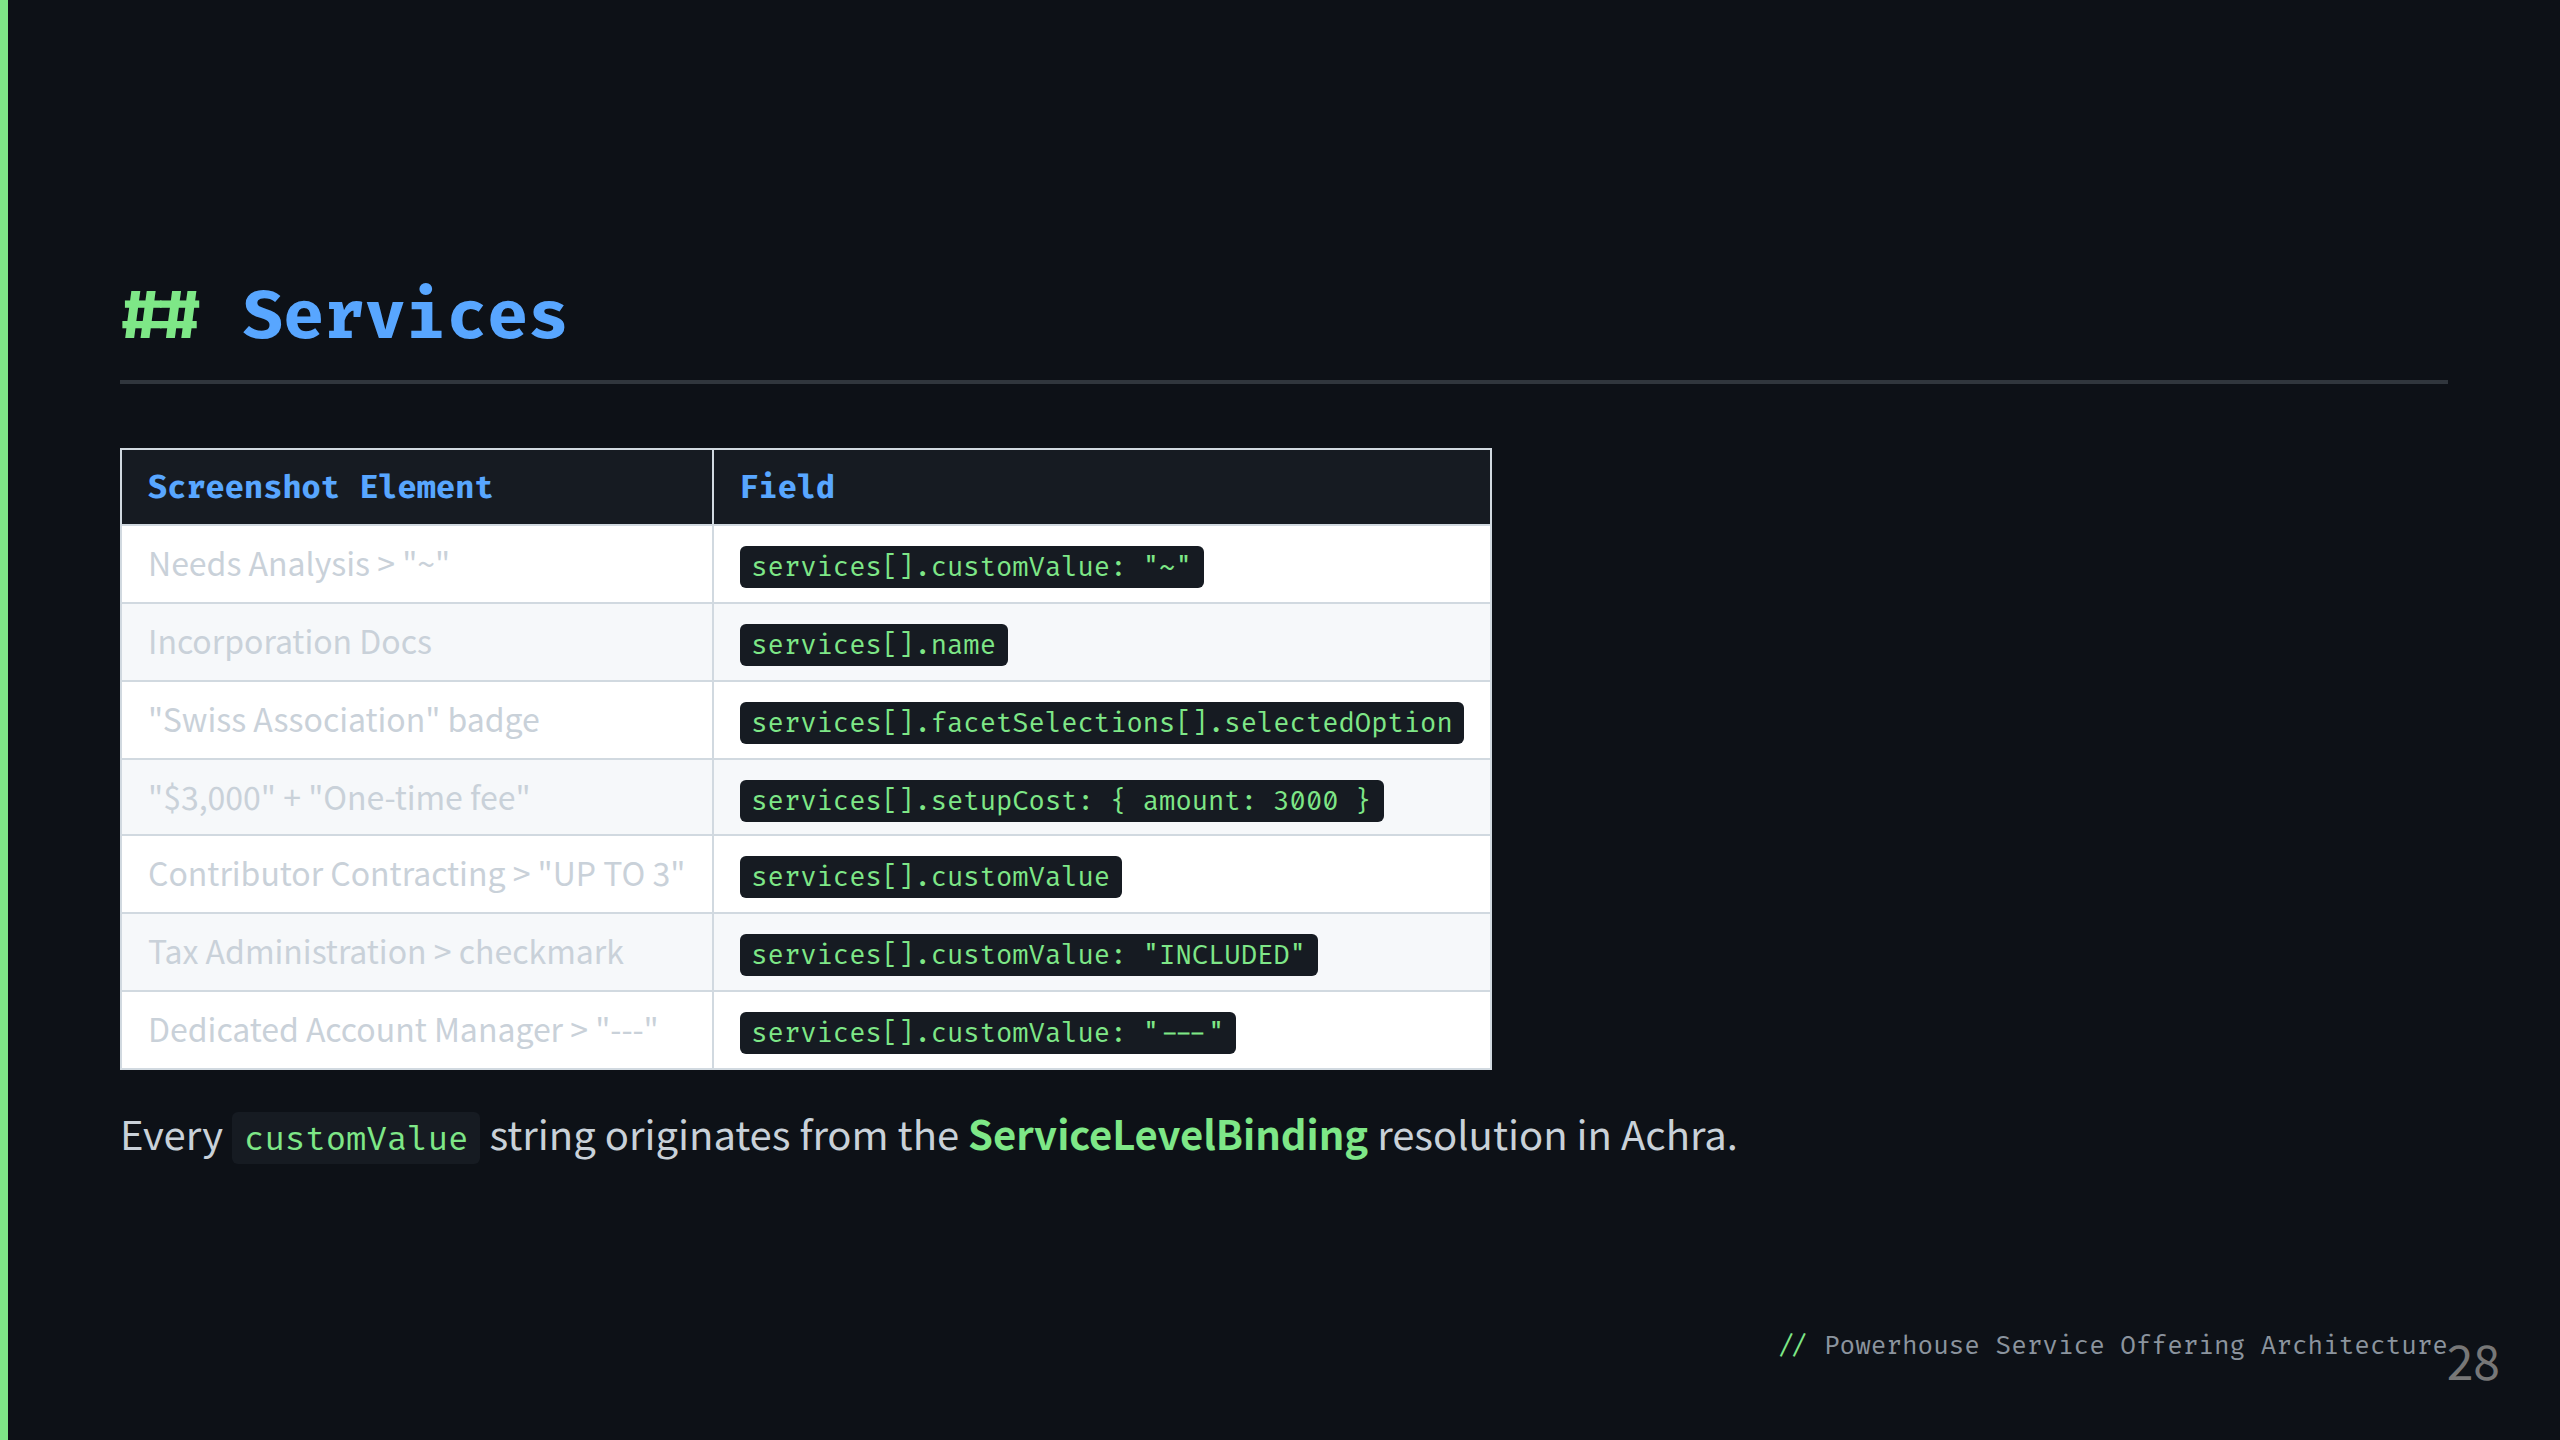 ## Services
Screenshot Element Field
Needs Analysis > "~" services[].customValue: "~"
Incorporation Docs services[].name
"Swiss Association" badge services[].facetSelections[].selectedOption
"$3,000" + "One-time fee" services[].setupCost: { amount: 3000 }
Contributor Contracting > "UP TO 3" services[].customValue
Tax Administration > checkmark services[].customValue: "INCLUDED"
Dedicated Account Manager > "---" services[].customValue: "---"
Every customValue string originates from the ServiceLevelBinding resolution in Achra.
// Powerhouse Service Offering Architecture
28